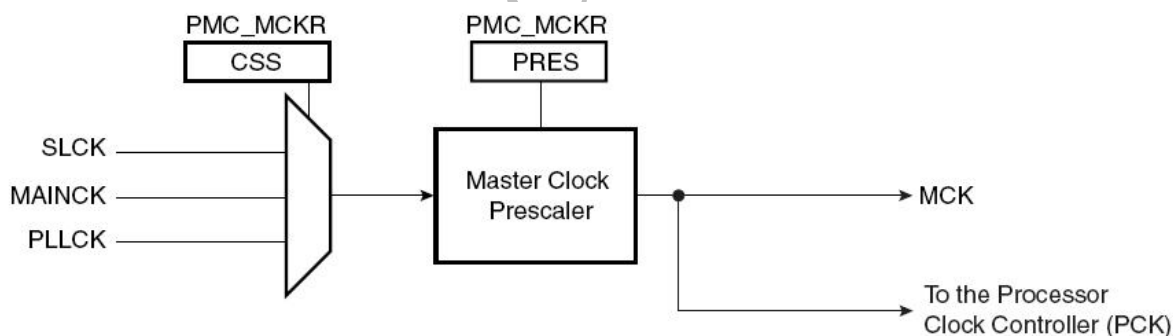 PMC_MCKR
PMC_MCKR
CSS
PRES
SLCK
MAINCK
PLLCK
Master Clock
Prescaler
MCK
To the Processor
Clock Controller (PCK)